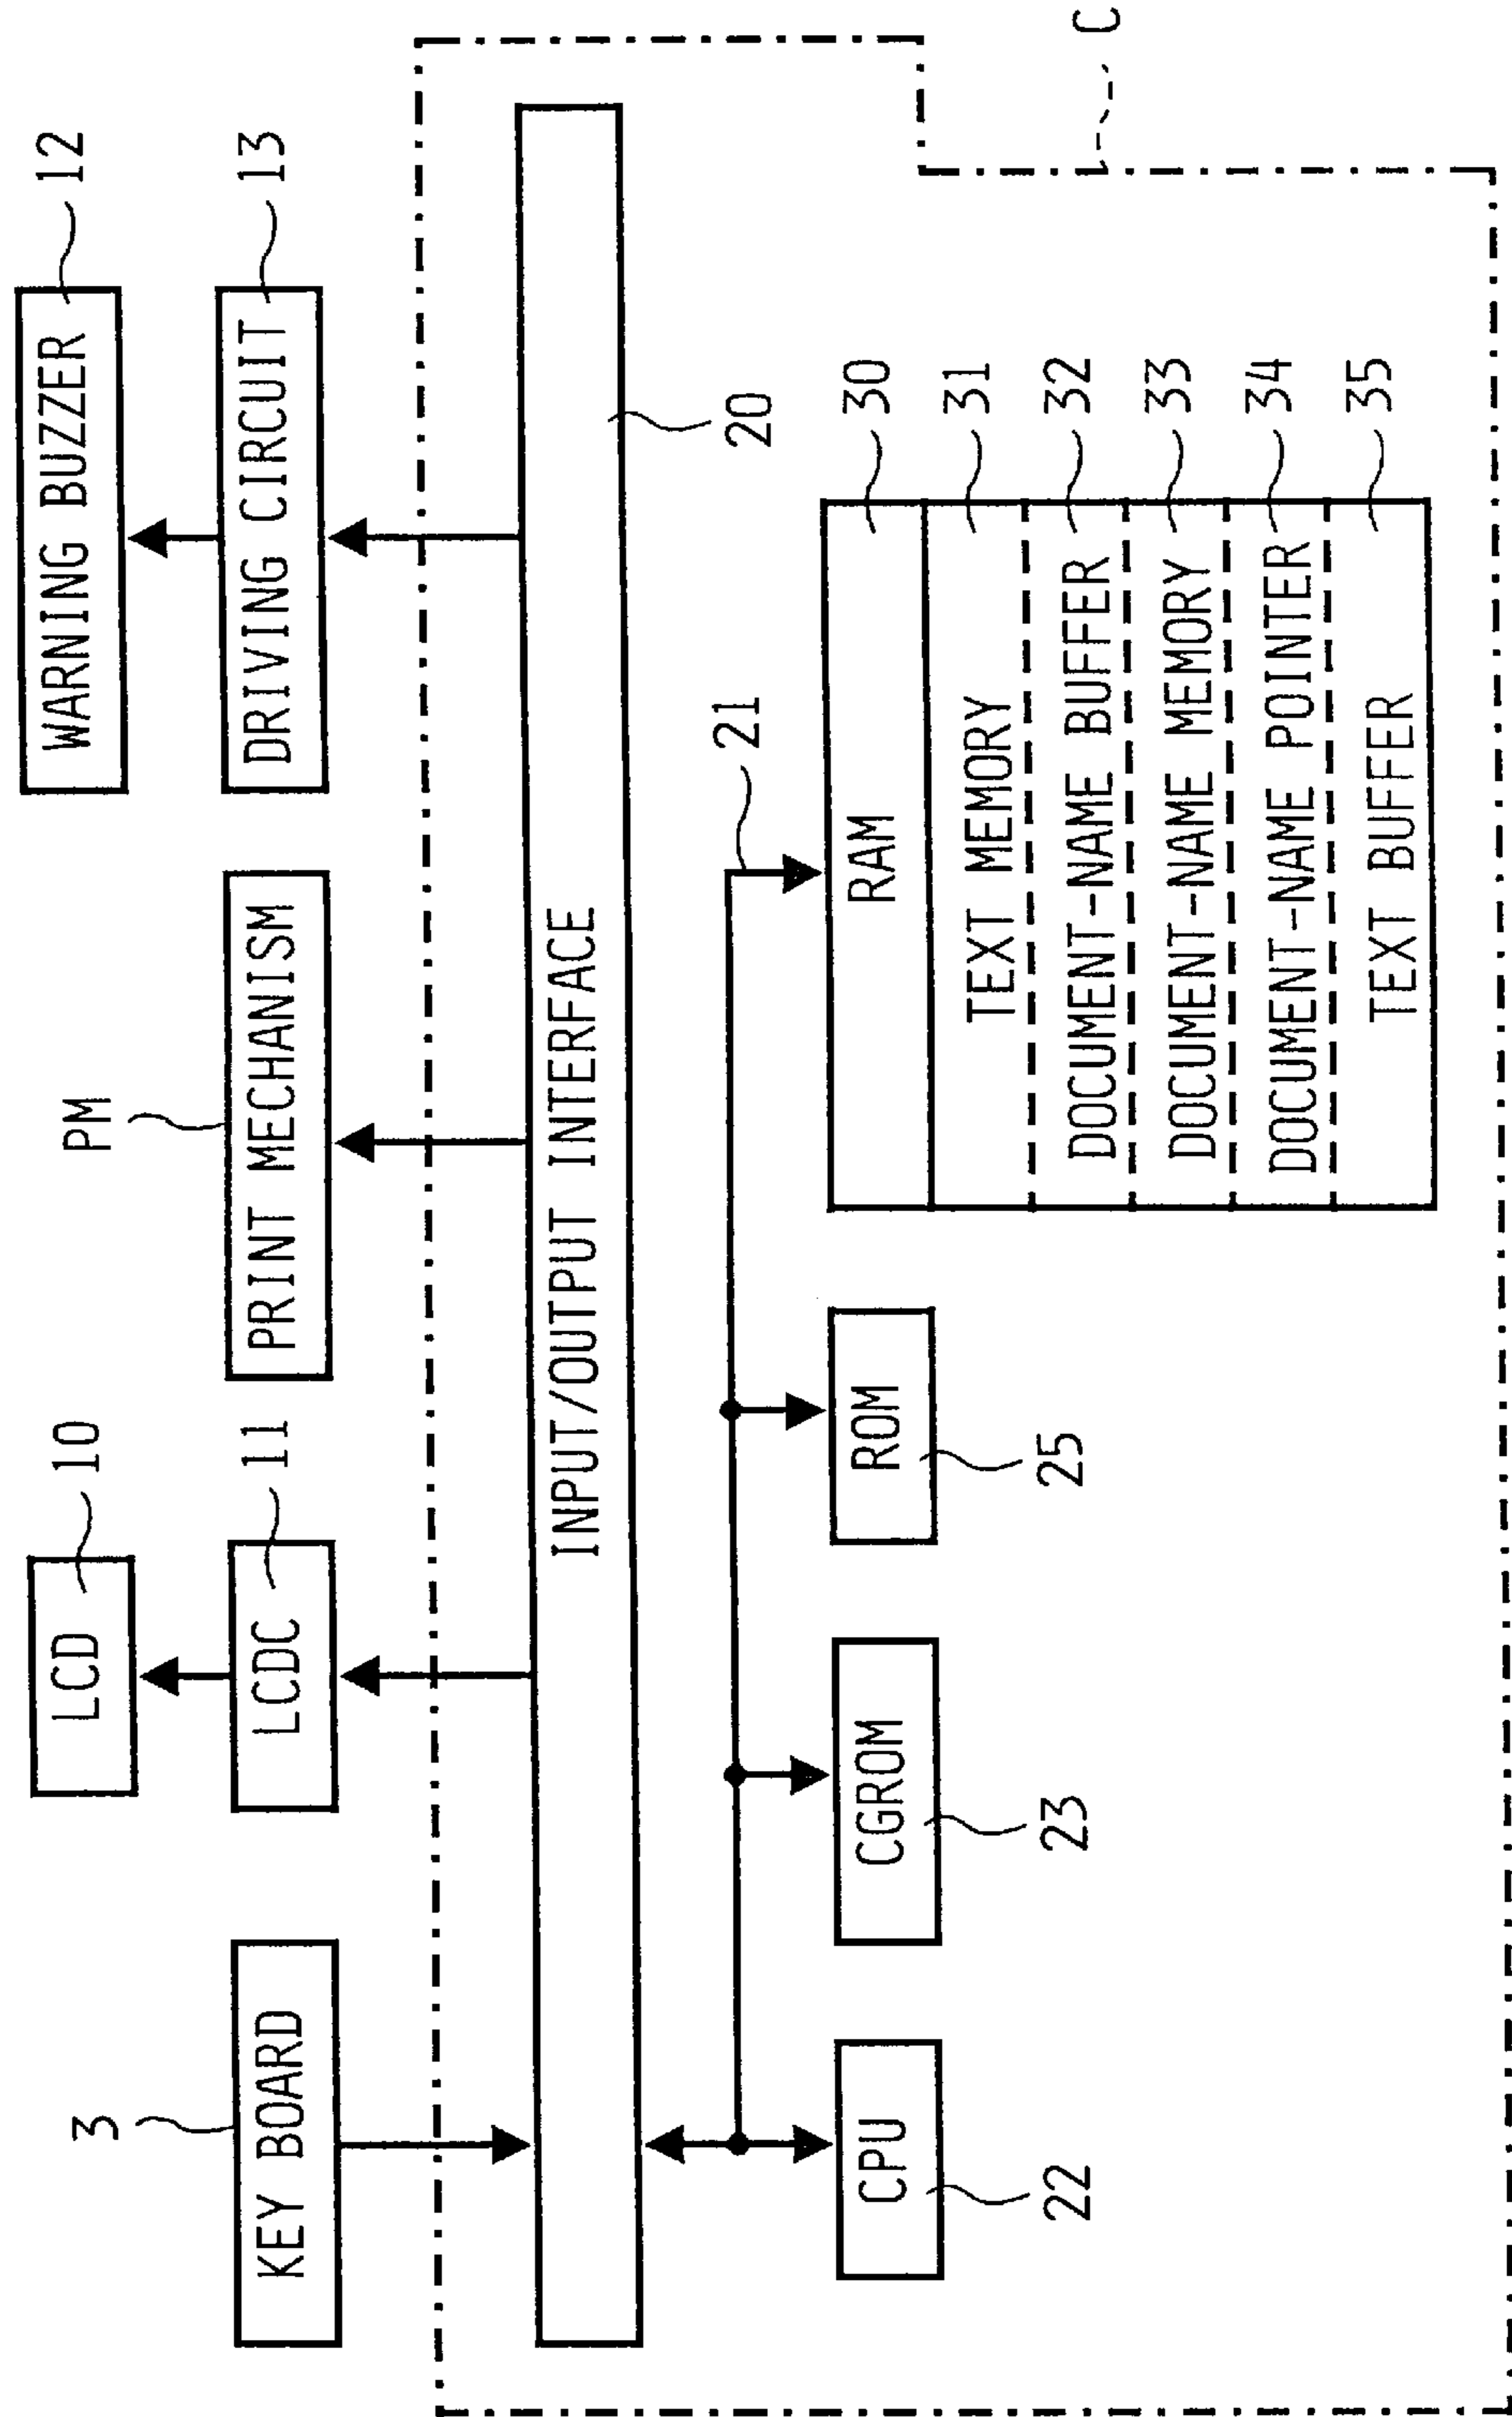 12
WARNING BUZZER
10
LCD
13
DRIVING CIRCUIT
PM
PRINT MECHANISM
11
LCDC
3
KEY BOARD
INPUT/OUTPUT INTERFACE
20
C
21
CPU
22
CGROM
23
ROM
25
RAM
30
TEXT MEMORY
31
DOCUMENT-NAME BUFFER
32
DOCUMENT-NAME MEMORY
33
DOCUMENT-NAME POINTER
34
TEXT BUFFER
35